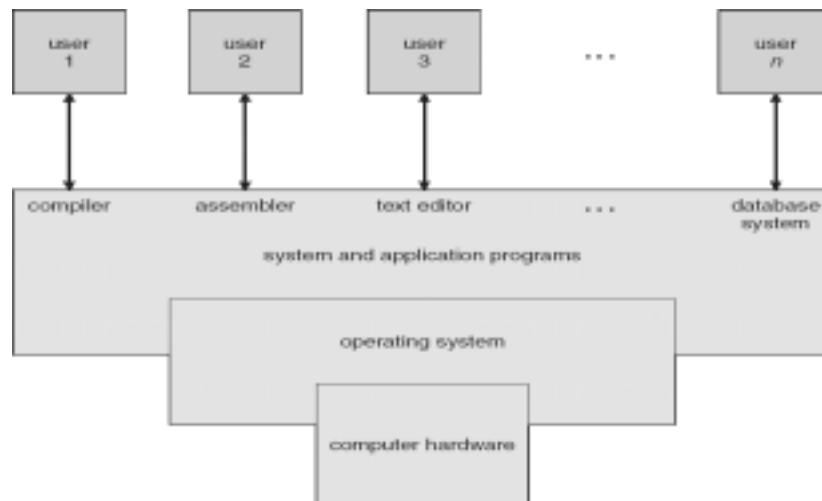 user
1
user
2
user
3
...
user
n
compiler
assembler
text editor
...
database
system
system and application programs
operating system
computer hardware